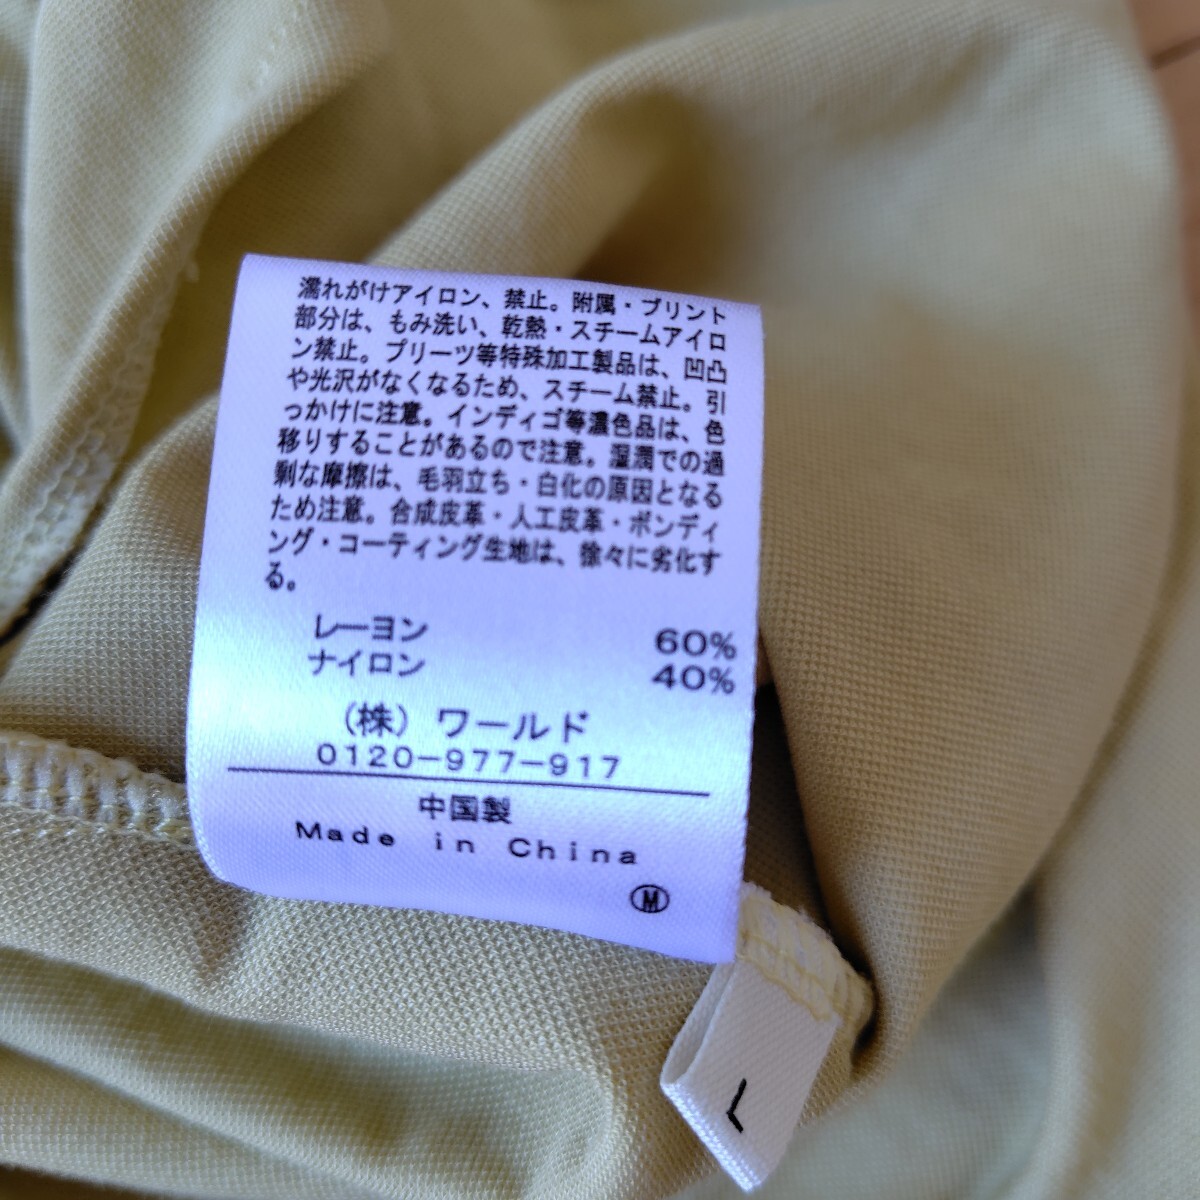 濡れがけアイロン、禁止。附属・プリント
部分は、もみ洗い、乾熱・スチームアイロ
ン禁止。プリーツ等特殊加工製品は、凹凸
や光沢がなくなるため、スチーム禁止。引
っかけに注意。インディゴ等濃色品は、色
移りすることがあるので注意。湿潤での過
剰な摩擦は、毛羽立ち・白化の原因となる
ため注意。合成皮革・人工皮革・ボンディ
ング・コーティング生地は、徐々に劣化す
る。
レーヨン 60%
ナイロン 40%
(株) ワールド
0120-977-917
中国製
Made in China
Ⓜ
L